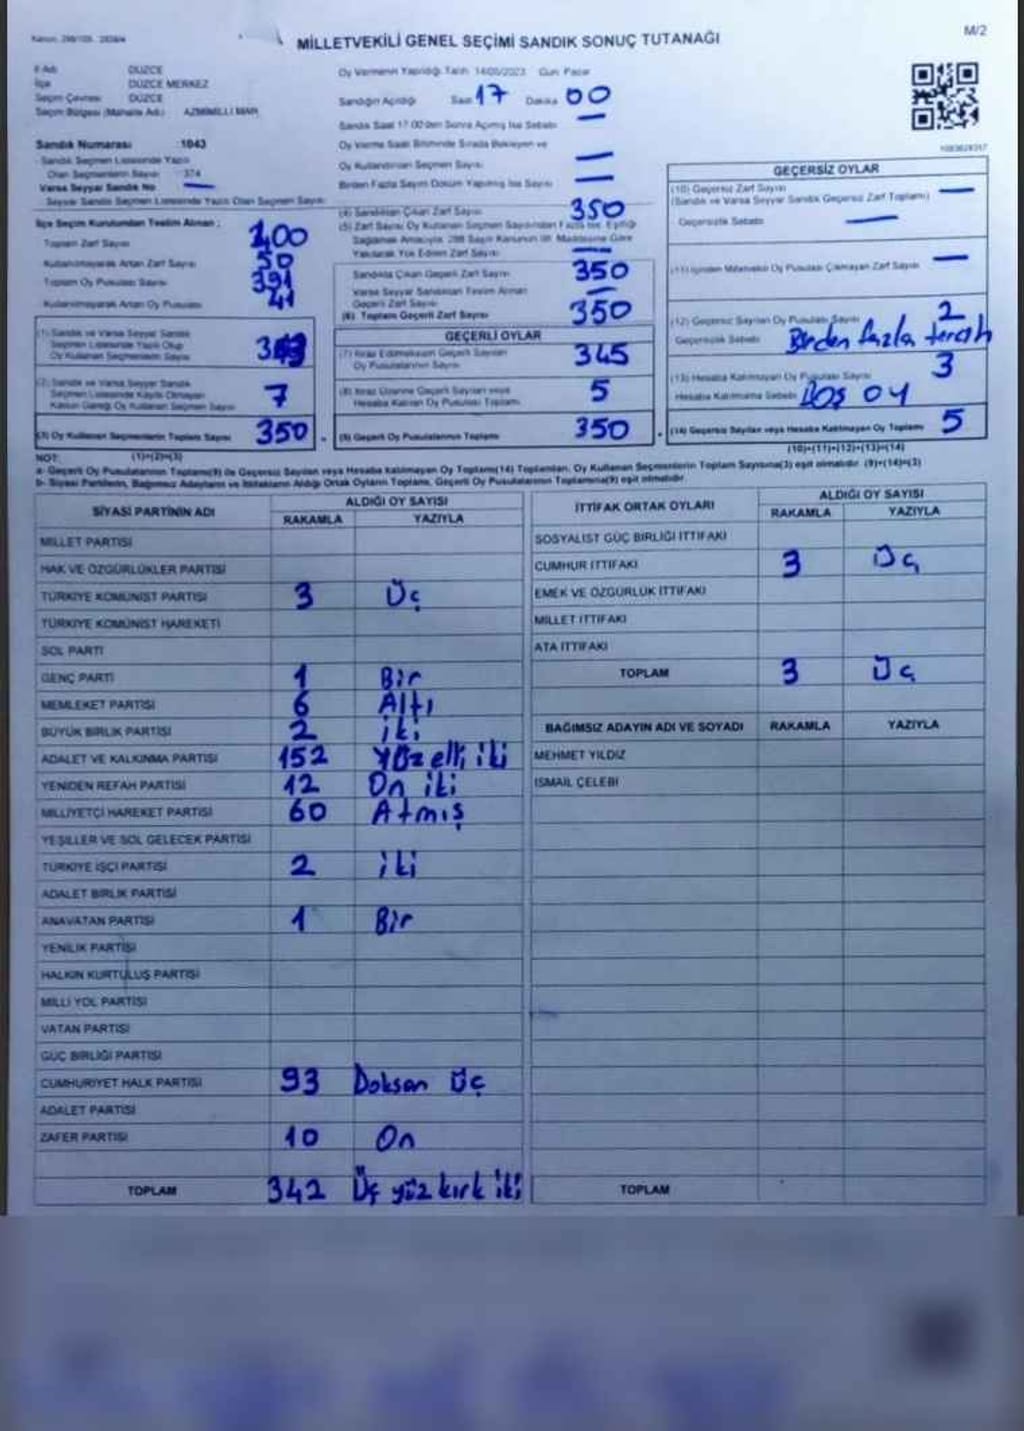 MİLLETVEKİLİ GENEL SEÇİMİ SANDIK SONUÇ TUTANAĞI
M/2
İl Adı DÜZCE
İlçe DÜZCE MERKEZ
Seçim Çevresi DÜZCE
Seçim Bölgesi (Mahalle Adı)
Sandık Numarası 1043
Sandık Seçmen Listesinde Yazılı
Olan Seçmenlerin Sayısı 374
Varsa Seyyar Sandık No —
Seyyar Sandık Seçmen Listesinde Yazılı Olan Seçmen Sayısı
İlçe Seçim Kurulundan Teslim Alınan :
Toplam Zarf Sayısı 400
Kullanılmayarak Artan Zarf Sayısı 50
Toplam Oy Pusulası Sayısı 391
Kullanılmayarak Artan Oy Pusulası 41
(1) Sandık ve Varsa Seyyar Sandık
Seçmen Listesinde Yazılı Olup
Oy Kullanan Seçmenlerin Sayısı 343
(2) Sandık ve Varsa Seyyar Sandık
Seçmen Listesinde Kayıtlı Olmayan
Kanun Gereği Oy Kullanan Seçmen Sayısı 7
(3) Oy Kullanan Seçmenlerin Toplam Sayısı 350
(1)+(2)=(3)
Oy Vermenin Yapıldığı Tarih 14/05/2023 Gün Pazar
Sandığın Açıldığı Saat 17 Dakika 00
Sandık Saat 17:00'den Sonra Açılmış İse Sebebi —
Oy Verme Saati Bitiminde Sırada Bekleyen ve
Oy Kullandırılan Seçmen Sayısı —
Birden Fazla Sayım Döküm Yapılmış İse Sayısı —
(4) Sandıktan Çıkan Zarf Sayısı 350
(5) Zarf Sayısı Oy Kullanan Seçmen Sayısından Fazla İse, Eşitliği
Sağlamak Amacıyla 298 Sayılı Kanunun 98. Maddesine Göre
Yakılarak Yok Edilen Zarf Sayısı —
Sandıkta Çıkan Geçerli Zarf Sayısı 350
Varsa Seyyar Sandıktan Teslim Alınan
Geçerli Zarf Sayısı —
(6) Toplam Geçerli Zarf Sayısı 350
GEÇERLİ OYLAR
(7) İtiraz Edilmeksizin Geçerli Sayılan
Oy Pusulalarının Sayısı 345
(8) İtiraz Üzerine Geçerli Sayılan veya
Hesaba Katılan Oy Pusulası Toplamı 5
(9) Geçerli Oy Pusulalarının Toplamı 350
GEÇERSİZ OYLAR
(10) Geçersiz Zarf Sayısı
(Sandık ve Varsa Seyyar Sandık Geçersiz Zarf Toplamı) —
Geçersizlik Sebebi —
(11) İçinden Milletvekili Oy Pusulası Çıkmayan Zarf Sayısı —
(12) Geçersiz Sayılan Oy Pusulası Sayısı 2
Geçersizlik Sebebi Birden fazla tercih
(13) Hesaba Katılmayan Oy Pusulası Sayısı 3
Hesaba Katılmama Sebebi Boş oy
(14) Geçersiz Sayılan veya Hesaba Katılmayan Oy Toplamı 5
(10)+(11)+(12)+(13)=(14)
NOT:
a- Geçerli Oy Pusulalarının Toplamı(9) ile Geçersiz Sayılan veya Hesaba katılmayan Oy Toplamı(14) Toplamları, Oy Kullanan Seçmenlerin Toplam Sayısına(3) eşit olmalıdır. (9)+(14)=(3)
b- Siyasi Partilerin, Bağımsız Adayların ve İttifakların Aldığı Ortak Oyların Toplamı, Geçerli Oy Pusulalarının Toplamına(9) eşit olmalıdır.
SİYASİ PARTİNİN ADI ALDIĞI OY SAYISI
RAKAMLA YAZIYLA
MİLLET PARTİSİ
HAK VE ÖZGÜRLÜKLER PARTİSİ
TÜRKİYE KOMÜNİST PARTİSİ 3 Üç
TÜRKİYE KOMÜNİST HAREKETİ
SOL PARTİ
GENÇ PARTİ 1 Bir
MEMLEKET PARTİSİ 6 Altı
BÜYÜK BİRLİK PARTİSİ 2 iki
ADALET VE KALKINMA PARTİSİ 152 Yüz elli iki
YENİDEN REFAH PARTİSİ 12 On iki
MİLLİYETÇİ HAREKET PARTİSİ 60 Atmış
YEŞİLLER VE SOL GELECEK PARTİSİ
TÜRKİYE İŞÇİ PARTİSİ 2 iki
ADALET BİRLİK PARTİSİ
ANAVATAN PARTİSİ 1 Bir
YENİLİK PARTİSİ
HALKIN KURTULUŞ PARTİSİ
MİLLİ YOL PARTİSİ
VATAN PARTİSİ
GÜÇ BİRLİĞİ PARTİSİ
CUMHURİYET HALK PARTİSİ 93 Doksan Üç
ADALET PARTİSİ
ZAFER PARTİSİ 10 On
TOPLAM 342 Üç yüz kırk iki
İTTİFAK ORTAK OYLARI ALDIĞI OY SAYISI
RAKAMLA YAZIYLA
SOSYALİST GÜÇ BİRLİĞİ İTTİFAKI
CUMHUR İTTİFAKI 3 Üç
EMEK VE ÖZGÜRLÜK İTTİFAKI
MİLLET İTTİFAKI
ATA İTTİFAKI
TOPLAM 3 Üç
BAĞIMSIZ ADAYIN ADI VE SOYADI RAKAMLA YAZIYLA
MEHMET YILDIZ
İSMAİL ÇELEBİ
TOPLAM